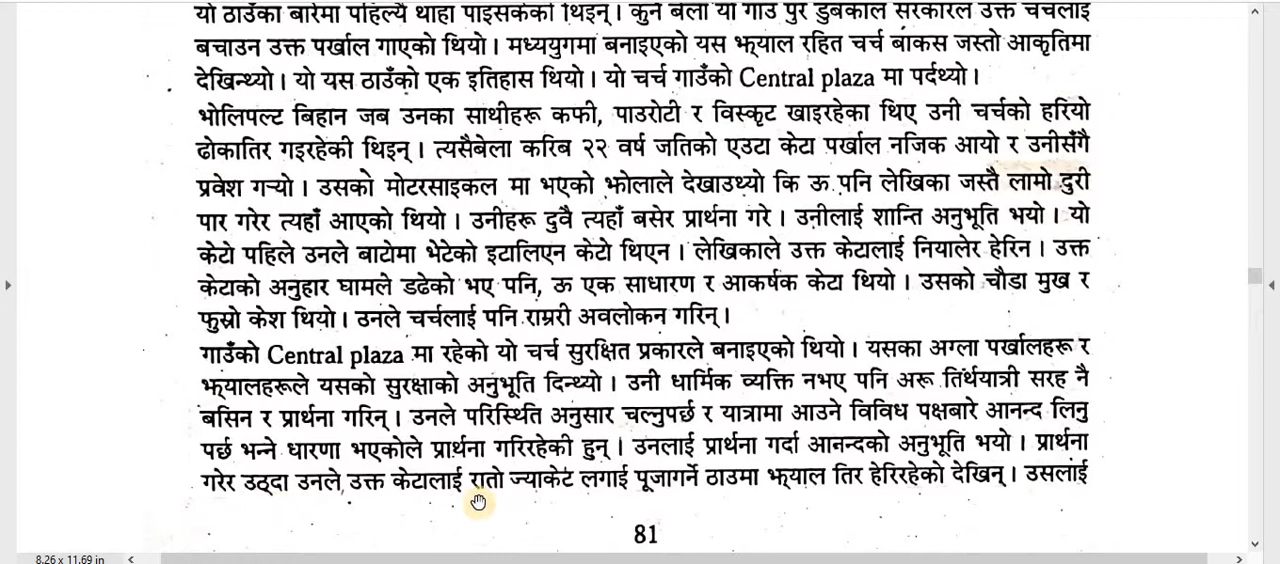 यो ठाउँका बारेमा पहिल्यै थाहा पाइसकेकी थिइन्। कुनै बेला यो गाउँ पुरै डुबेकोले सरकारले उक्त चर्चलाई
बचाउन उक्त पर्खाल गाएको थियो। मध्ययुगमा बनाइएको यस झ्याल रहित चर्च बाकस जस्तो आकृतिमा
देखिन्थ्यो। यो यस ठाउँको एक इतिहास थियो। यो चर्च गाउँको Central plaza मा पर्दथ्यो।
भोलिपल्ट बिहान जब उनका साथीहरू कफी, पाउरोटी र विस्कुट खाइरहेका थिए उनी चर्चको हरियो
ढोकातिर गइरहेकी थिइन्। त्यसैबेला करिब २२ वर्ष जतिको एउटा केटा पर्खाल नजिक आयो र उनीसँगै
प्रवेश गऱ्यो। उसको मोटरसाइकल मा भएको झोलाले देखाउथ्यो कि ऊ पनि लेखिका जस्तै लामो दुरी
पार गरेर त्यहाँ आएको थियो। उनीहरू दुवै त्यहाँ बसेर प्रार्थना गरे। उनीलाई शान्ति अनुभूति भयो। यो
केटो पहिले उनले बाटोमा भेटेको इटालिएन केटो थिएन। लेखिकाले उक्त केटालाई नियालेर हेरिन। उक्त
केटाको अनुहार घामले डढेको भए पनि, ऊ एक साधारण र आकर्षक केटा थियो। उसको चौडा मुख र
फुस्रो केश थियो। उनले चर्चलाई पनि राम्ररी अवलोकन गरिन्।
गाउँको Central plaza मा रहेको यो चर्च सुरक्षित प्रकारले बनाइएको थियो। यसका अग्ला पर्खालहरू र
झ्यालहरूले यसको सुरक्षाको अनुभूति दिन्थ्यो। उनी धार्मिक व्यक्ति नभए पनि अरू तिर्थयात्री सरह नै
बसिन र प्रार्थना गरिन्। उनले परिस्थिति अनुसार चल्नुपर्छ र यात्रामा आउने विविध पक्षबारे आनन्द लिनु
पर्छ भन्ने धारणा भएकोले प्रार्थना गरिरहेकी हुन्। उनलाई प्रार्थना गर्दा आनन्दको अनुभूति भयो। प्रार्थना
गरेर उठ्दा उनले उक्त केटालाई रातो ज्याकेट लगाई पूजागर्ने ठाउमा झ्याल तिर हेरिरहेको देखिन्। उसलाई
81
8.26 x 11.69 in